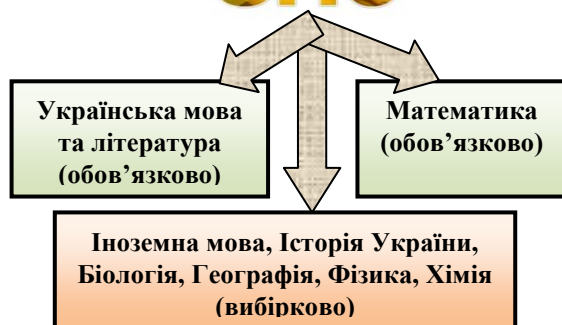 Українська мова
та література
(обов’язково)
Математика
(обов’язково)
Іноземна мова, Історія України,
Біологія, Географія, Фізика, Хімія
(вибірково)